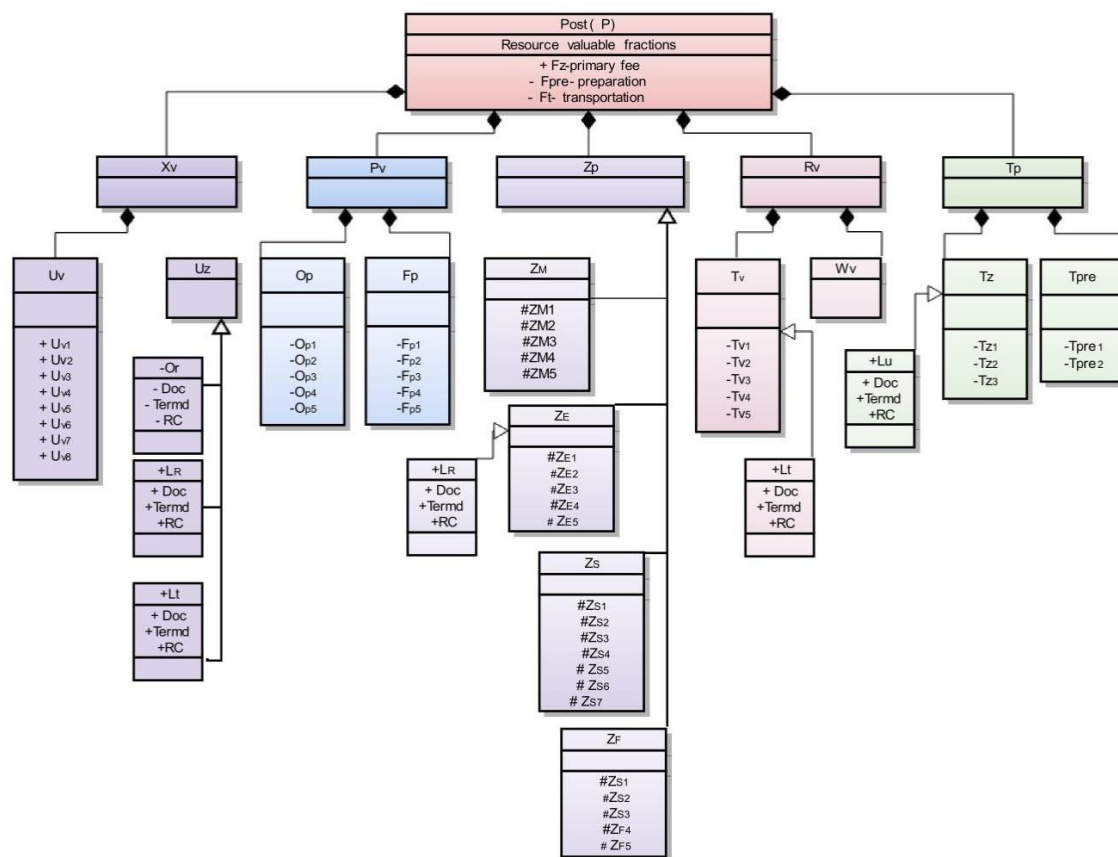 Post( P)
Resource valuable fractions
+ Fz-primary fee
- Fpre- preparation
- Ft- transportation
Xv
Pv
Zp
Rv
Tp
Uv
+ Uv1
+ Uv2
+ Uv3
+ Uv4
+ Uv5
+ Uv6
+ Uv7
+ Uv8
Uz
-Or
- Doc
- Termd
- RC
+LR
+ Doc
+Termd
+RC
+Lt
+ Doc
+Termd
+RC
Op
-Op1
-Op2
-Op3
-Op4
-Op5
Fp
-Fp1
-Fp2
-Fp3
-Fp4
-Fp5
ZM
#ZM1
#ZM2
#ZM3
#ZM4
#ZM5
ZE
#ZE1
#ZE2
#ZE3
#ZE4
# ZE5
+LR
+ Doc
+Termd
+RC
ZS
#ZS1
#ZS2
#ZS3
#ZS4
# ZS5
# ZS6
# ZS7
ZF
#ZS1
#ZS2
#ZS3
#ZF4
# ZF5
Tv
-Tv1
-Tv2
-Tv3
-Tv4
-Tv5
Wv
+Lt
+ Doc
+Termd
+RC
Tz
-Tz1
-Tz2
-Tz3
Tpre
-Tpre1
-Tpre2
+Lu
+ Doc
+Termd
+RC